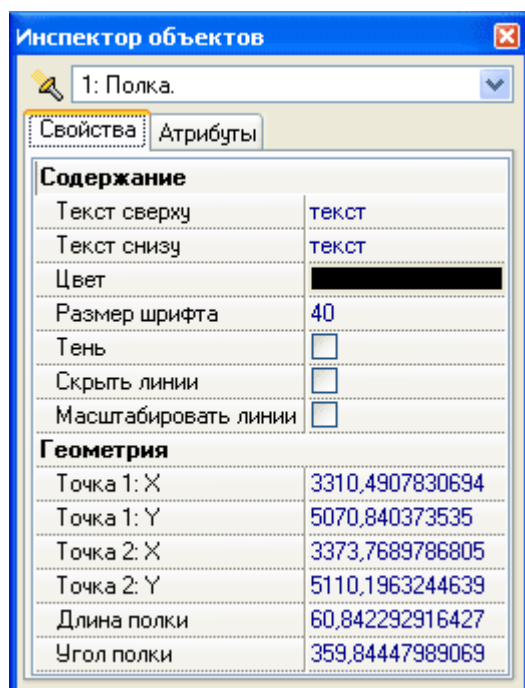 Инспектор объектов
1: Полка.
Свойства Атрибуты
Содержание
Текст сверху текст
Текст снизу текст
Цвет
Размер шрифта 40
Тень
Скрыть линии
Масштабировать линии
Геометрия
Точка 1: X 3310,4907830694
Точка 1: Y 5070,840373535
Точка 2: X 3373,7689786805
Точка 2: Y 5110,1963244639
Длина полки 60,842292916427
Угол полки 359,84447989069